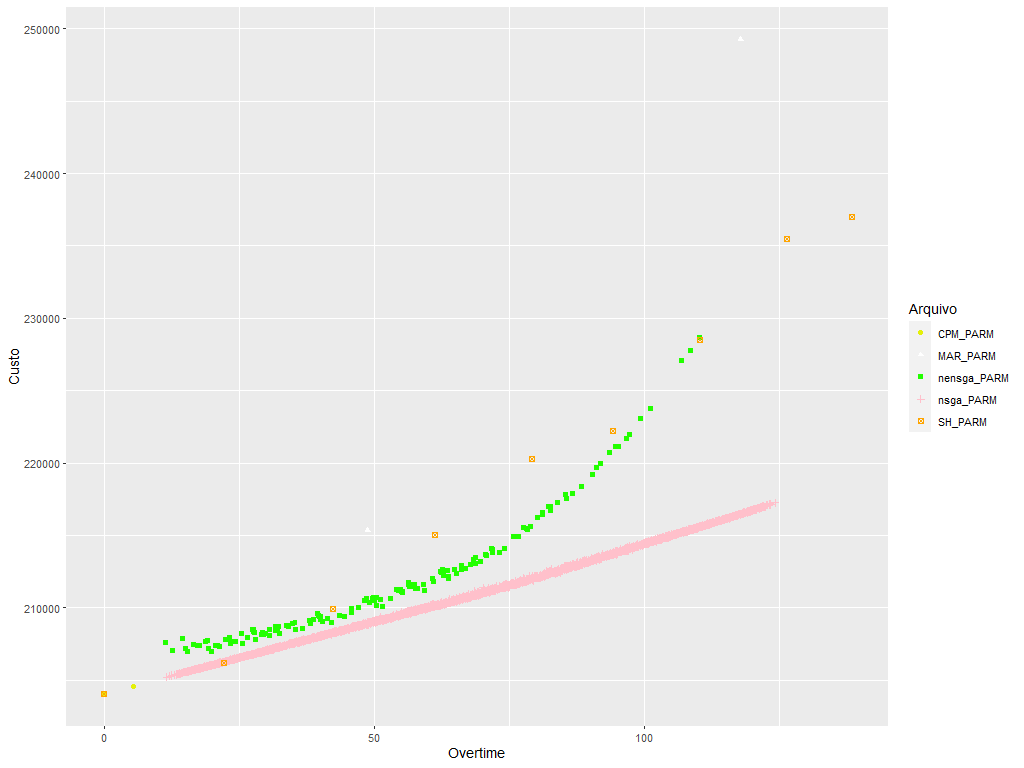 250000
240000
230000
220000
210000
Custo
0
50
100
Overtime
Arquivo
CPM_PARM
MAR_PARM
nensga_PARM
nsga_PARM
SH_PARM